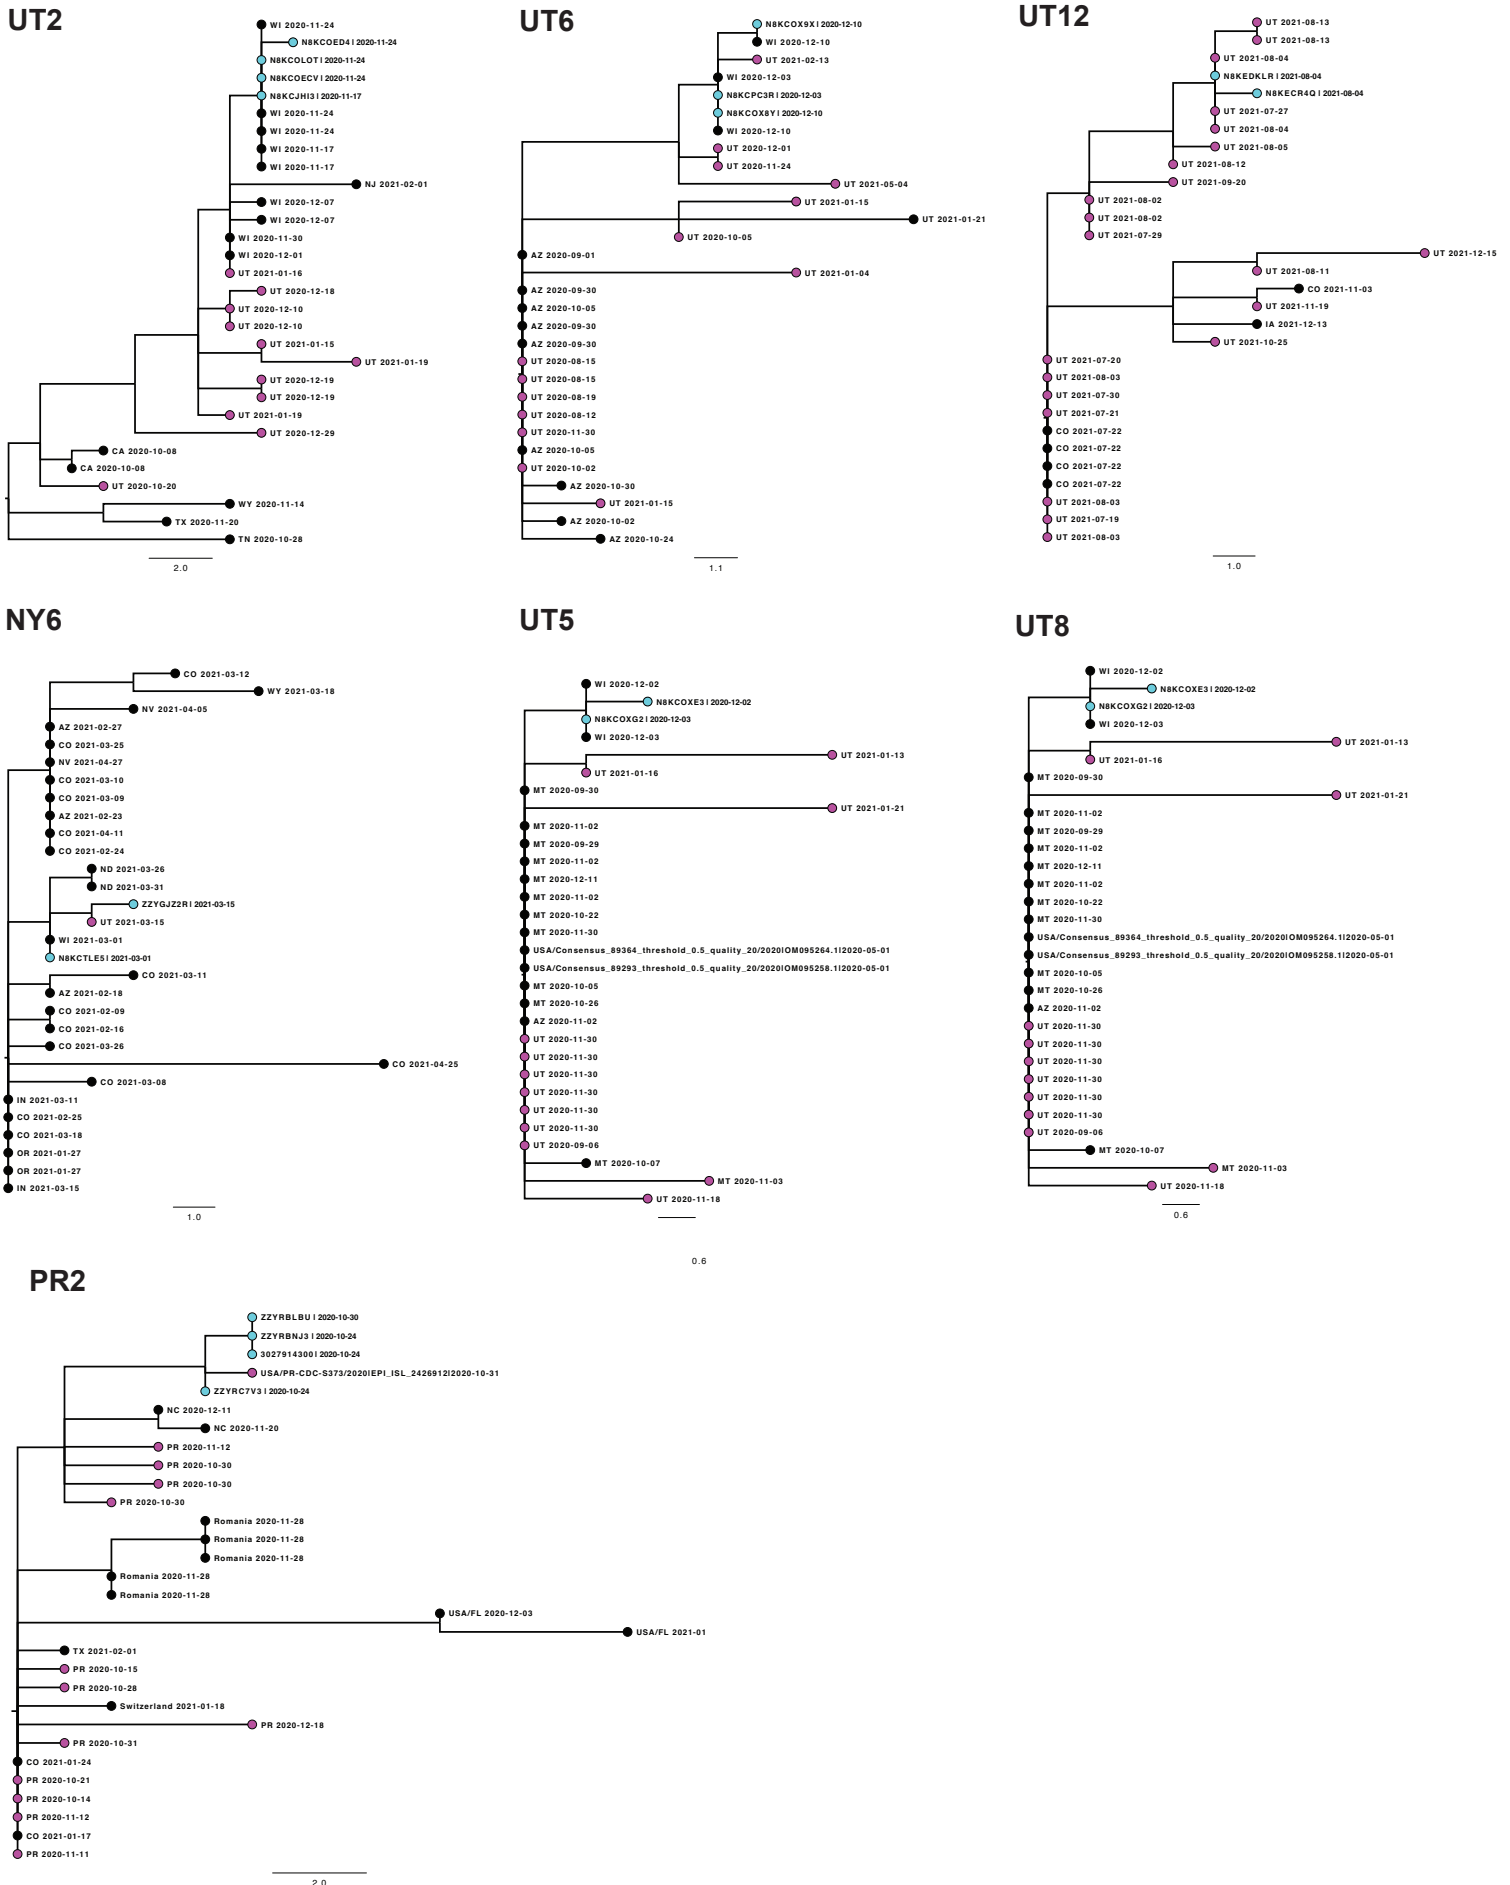 UT2
WI 2020-11-24
N8KCOED4 | 2020-11-24
N8KCOLOT | 2020-11-24
N8KCOECV | 2020-11-24
N8KCJHI3 | 2020-11-17
WI 2020-11-24
WI 2020-11-24
WI 2020-11-17
WI 2020-11-17
NJ 2021-02-01
WI 2020-12-07
WI 2020-12-07
WI 2020-11-30
WI 2020-12-01
UT 2021-01-16
UT 2020-12-18
UT 2020-12-10
UT 2020-12-10
UT 2021-01-15
UT 2021-01-19
UT 2020-12-19
UT 2020-12-19
UT 2021-01-19
UT 2020-12-29
CA 2020-10-08
CA 2020-10-08
UT 2020-10-20
WY 2020-11-14
TX 2020-11-20
TN 2020-10-28
2.0
UT6
N8KCOX9X | 2020-12-10
WI 2020-12-10
UT 2021-02-13
WI 2020-12-03
N8KCPC3R | 2020-12-03
N8KCOX8Y | 2020-12-10
WI 2020-12-10
UT 2020-12-01
UT 2020-11-24
UT 2021-05-04
UT 2021-01-15
UT 2021-01-21
UT 2020-10-05
AZ 2020-09-01
UT 2021-01-04
AZ 2020-09-30
AZ 2020-10-05
AZ 2020-09-30
AZ 2020-09-30
UT 2020-08-15
UT 2020-08-15
UT 2020-08-19
UT 2020-08-12
UT 2020-11-30
AZ 2020-10-05
UT 2020-10-02
AZ 2020-10-30
UT 2021-01-15
AZ 2020-10-02
AZ 2020-10-24
1.1
UT12
UT 2021-08-13
UT 2021-08-13
UT 2021-08-04
N8KEDKLR | 2021-08-04
N8KECR4Q | 2021-08-04
UT 2021-07-27
UT 2021-08-04
UT 2021-08-05
UT 2021-08-12
UT 2021-09-20
UT 2021-08-02
UT 2021-08-02
UT 2021-07-29
UT 2021-12-15
UT 2021-08-11
CO 2021-11-03
UT 2021-11-19
IA 2021-12-13
UT 2021-10-25
UT 2021-07-20
UT 2021-08-03
UT 2021-07-30
UT 2021-07-21
CO 2021-07-22
CO 2021-07-22
CO 2021-07-22
CO 2021-07-22
UT 2021-08-03
UT 2021-07-19
UT 2021-08-03
1.0
NY6
CO 2021-03-12
WY 2021-03-18
NV 2021-04-05
AZ 2021-02-27
CO 2021-03-25
NV 2021-04-27
CO 2021-03-10
CO 2021-03-09
AZ 2021-02-23
CO 2021-04-11
CO 2021-02-24
ND 2021-03-26
ND 2021-03-31
ZZYGJZ2R | 2021-03-15
UT 2021-03-15
WI 2021-03-01
N8KCTLE5 | 2021-03-01
CO 2021-03-11
AZ 2021-02-18
CO 2021-02-09
CO 2021-02-16
CO 2021-03-26
CO 2021-04-25
CO 2021-03-08
IN 2021-03-11
CO 2021-02-25
CO 2021-03-18
OR 2021-01-27
OR 2021-01-27
IN 2021-03-15
1.0
UT5
WI 2020-12-02
N8KCOXE3 | 2020-12-02
N8KCOXG2 | 2020-12-03
WI 2020-12-03
UT 2021-01-13
UT 2021-01-16
MT 2020-09-30
UT 2021-01-21
MT 2020-11-02
MT 2020-09-29
MT 2020-11-02
MT 2020-12-11
MT 2020-11-02
MT 2020-10-22
MT 2020-11-30
USA/Consensus_89364_threshold_0.5_quality_20/2020|OM095264.1|2020-05-01
USA/Consensus_89293_threshold_0.5_quality_20/2020|OM095258.1|2020-05-01
MT 2020-10-05
MT 2020-10-26
AZ 2020-11-02
UT 2020-11-30
UT 2020-11-30
UT 2020-11-30
UT 2020-11-30
UT 2020-11-30
UT 2020-11-30
UT 2020-09-06
MT 2020-10-07
MT 2020-11-03
UT 2020-11-18
0.6
UT8
WI 2020-12-02
N8KCOXE3 | 2020-12-02
N8KCOXG2 | 2020-12-03
WI 2020-12-03
UT 2021-01-13
UT 2021-01-16
MT 2020-09-30
UT 2021-01-21
MT 2020-11-02
MT 2020-09-29
MT 2020-11-02
MT 2020-12-11
MT 2020-11-02
MT 2020-10-22
MT 2020-11-30
USA/Consensus_89364_threshold_0.5_quality_20/2020|OM095264.1|2020-05-01
USA/Consensus_89293_threshold_0.5_quality_20/2020|OM095258.1|2020-05-01
MT 2020-10-05
MT 2020-10-26
AZ 2020-11-02
UT 2020-11-30
UT 2020-11-30
UT 2020-11-30
UT 2020-11-30
UT 2020-11-30
UT 2020-11-30
UT 2020-09-06
MT 2020-10-07
MT 2020-11-03
UT 2020-11-18
0.6
PR2
ZZYRBLBU | 2020-10-30
ZZYRBNJ3 | 2020-10-24
3027914300 | 2020-10-24
USA/PR-CDC-S373/2020|EPI_ISL_2426912|2020-10-31
ZZYRC7V3 | 2020-10-24
NC 2020-12-11
NC 2020-11-20
PR 2020-11-12
PR 2020-10-30
PR 2020-10-30
PR 2020-10-30
Romania 2020-11-28
Romania 2020-11-28
Romania 2020-11-28
Romania 2020-11-28
Romania 2020-11-28
USA/FL 2020-12-03
USA/FL 2021-01
TX 2021-02-01
PR 2020-10-15
PR 2020-10-28
Switzerland 2021-01-18
PR 2020-12-18
PR 2020-10-31
CO 2021-01-24
PR 2020-10-21
PR 2020-10-14
PR 2020-11-12
CO 2021-01-17
PR 2020-11-11
2.0